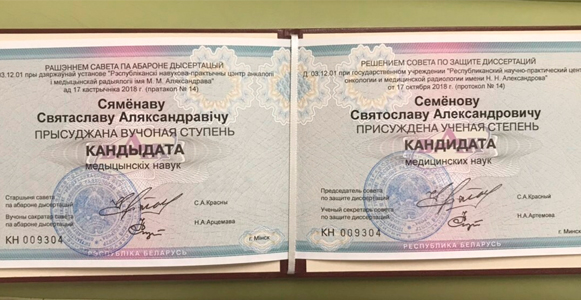 РАШЭННЕМ САВЕТА ПА АБАРОНЕ ДЫСЕРТАЦЫЙ
03.12.01 пры дзяржаўнай установе "Рэспубліканскі навукова-практычны цэнтр анкалогіі
і медыцынскай радыялогіі імя М. М. Аляксандрава"
ад 17 кастрычніка 2018 г. (пратакол № 14)
Сямёнаву
Святаславу Аляксандравічу
ПРЫСУДЖАНА ВУЧОНАЯ СТУПЕНЬ
КАНДЫДАТА
медыцынскіх навук
Старшыня савета
па абароне дысертацый
С.А.Красны
Вучоны сакратар савета
па абароне дысертацый
Н.А.Арцемава
КН 009304
г. Мінск
РЭСПУБЛІКА БЕЛАРУСЬ
РЕШЕНИЕМ СОВЕТА ПО ЗАЩИТЕ ДИССЕРТАЦИЙ
Д 03.12.01 при государственном учреждении "Республиканский научно-практический цен
онкологии и медицинской радиологии имени Н. Н. Александрова"
от 17 октября 2018 г. (протокол № 14)
Семёнову
Святославу Александровичу
ПРИСУЖДЕНА УЧЕНАЯ СТЕПЕНЬ
КАНДИДАТА
медицинских наук
Председатель совета
по защите диссертаций
С.А.Красный
Ученый секретарь совета
по защите диссертаций
Н.А.Артемова
КН 009304
г. Минск
РЕСПУБЛИКА БЕЛАРУСЬ